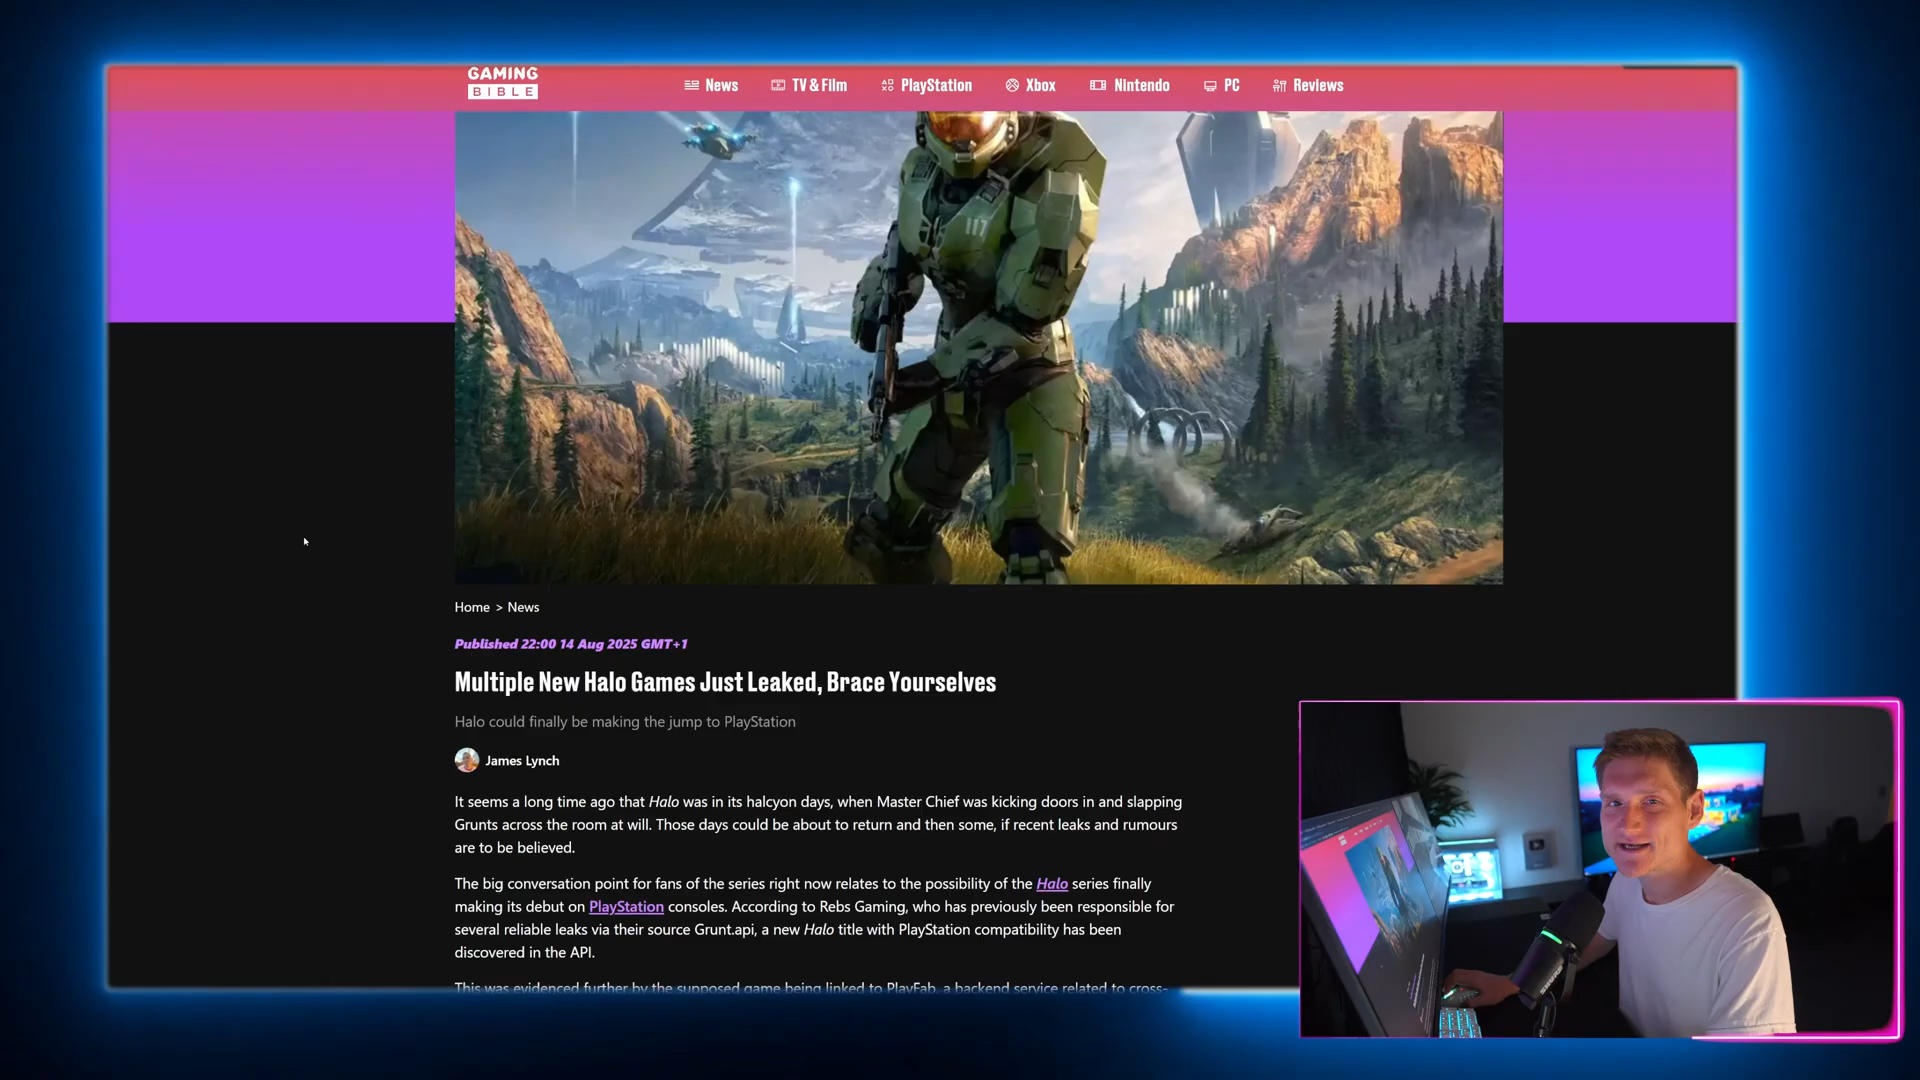 GAMING
BIBLE
News
TV & Film
PlayStation
Xbox
Nintendo
PC
Reviews
117
Home > News
Published 22:00 14 Aug 2025 GMT+1
Multiple New Halo Games Just Leaked, Brace Yourselves
Halo could finally be making the jump to PlayStation
James Lynch
It seems a long time ago that Halo was in its halcyon days, when Master Chief was kicking doors in and slapping
Grunts across the room at will. Those days could be about to return and then some, if recent leaks and rumours
are to be believed.
The big conversation point for fans of the series right now relates to the possibility of the Halo series finally
making its debut on PlayStation consoles. According to Rebs Gaming, who has previously been responsible for
several reliable leaks via their source Grunt.api, a new Halo title with PlayStation compatibility has been
discovered in the API.
This was evidenced further by the supposed game being linked to PlayFab, a backend service related to cross-
SHURE